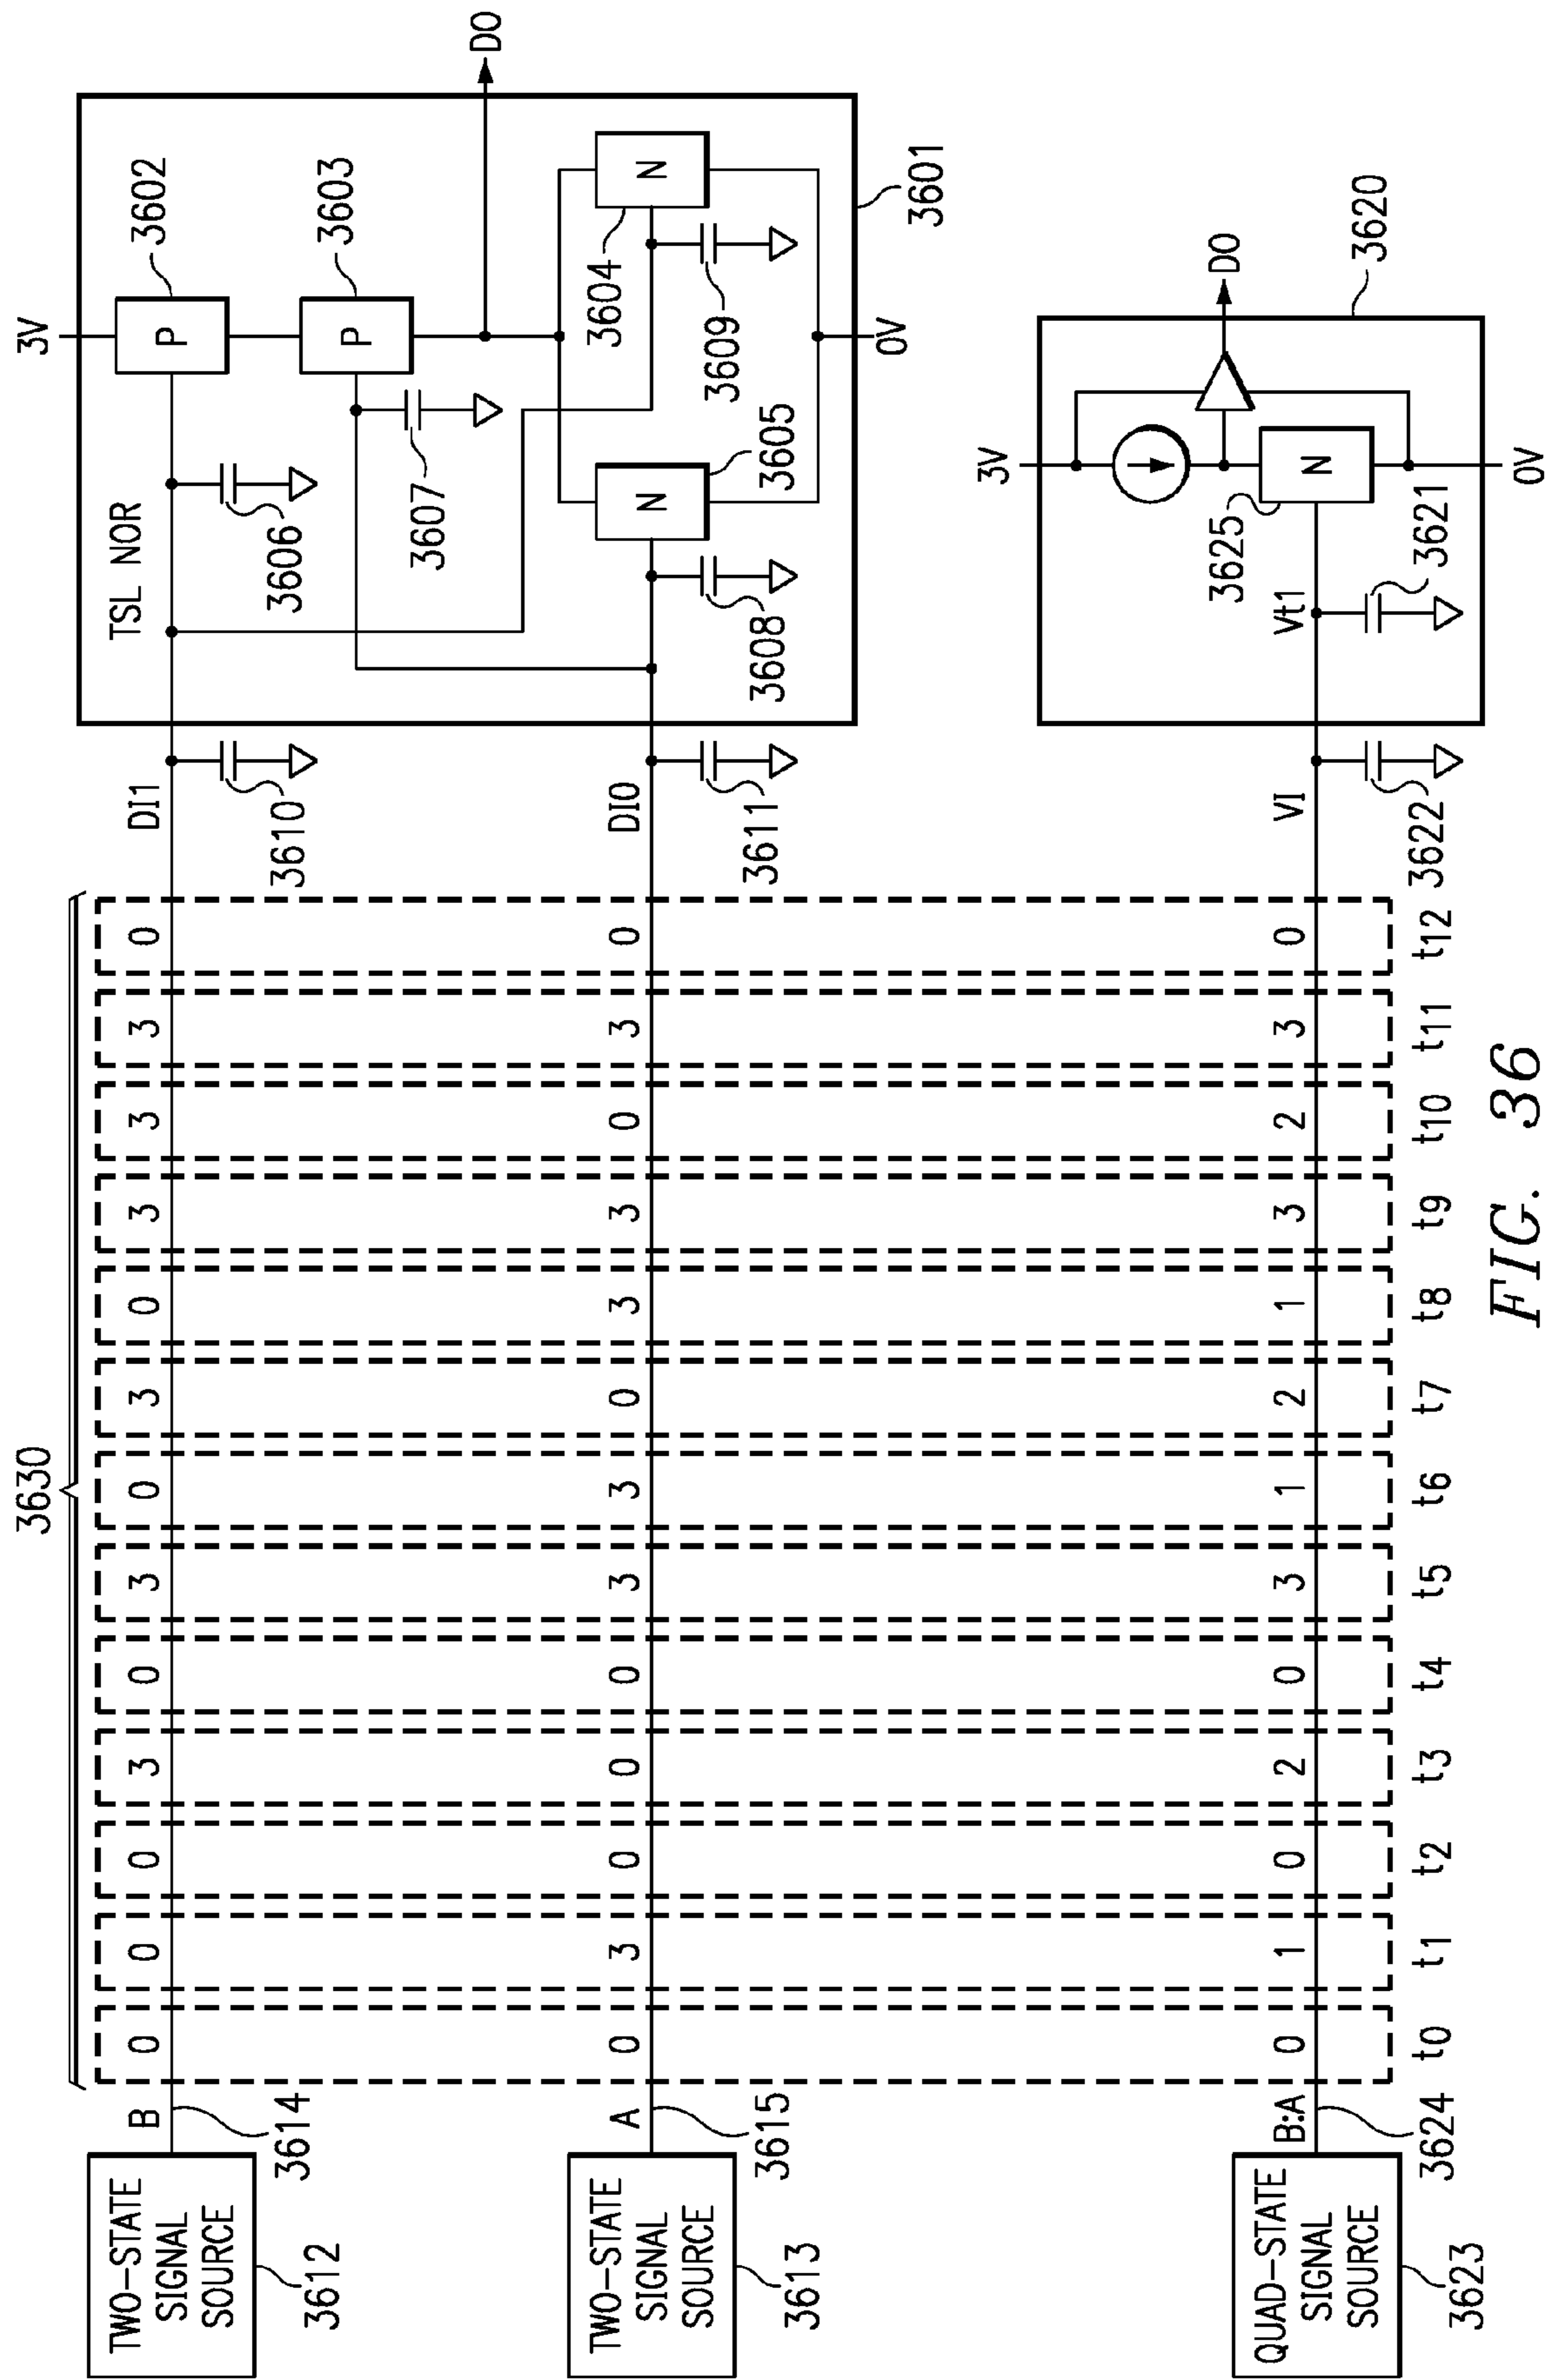 3630
TWO-STATE
SIGNAL
SOURCE
3612
B
3614
0 0 0 3 0 3 0 3 0 3 3 3 0
DI1
3610
TSL NOR
3606
3V
P
3602
P
3603
3607
DO
TWO-STATE
SIGNAL
SOURCE
3613
A
3615
0 3 0 0 0 3 3 0 3 3 0 3 0
DI0
3611
3608
N
3605
N
3604
3609
0V
3601
QUAD-STATE
SIGNAL
SOURCE
3623
B:A
3624
0 1 0 2 0 3 1 2 1 3 2 3 0
VI
3622
Vt1
3621
3V
N
3625
DO
0V
3620
t0 t1 t2 t3 t4 t5 t6 t7 t8 t9 t10 t11 t12
FIG. 36